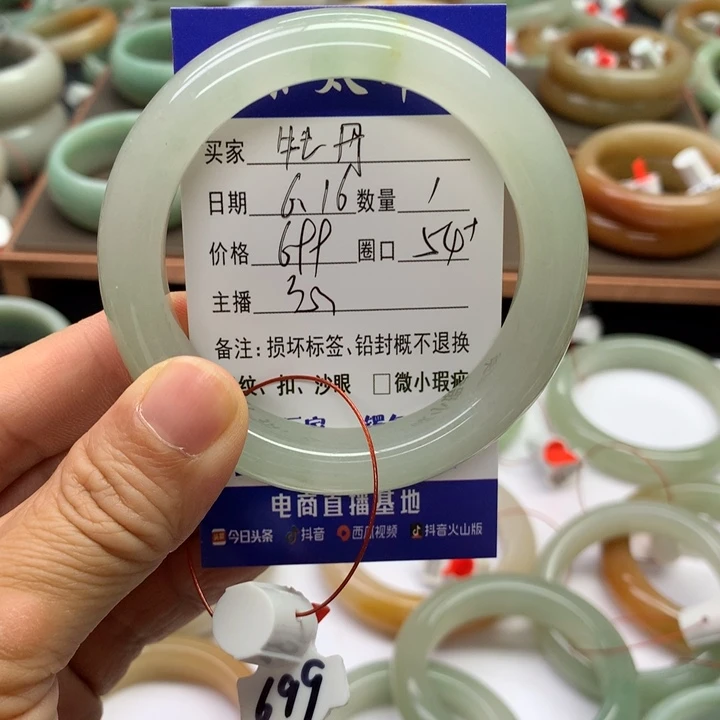 买家 牡丹
日期 6.16 数量 1
价格 699 圈口 54+
主播
备注:损坏标签、铅封概不退换
纹、扣、沙眼 □微小瑕疵
电商直播基地
今日头条 抖音 西瓜视频 抖音火山版
699